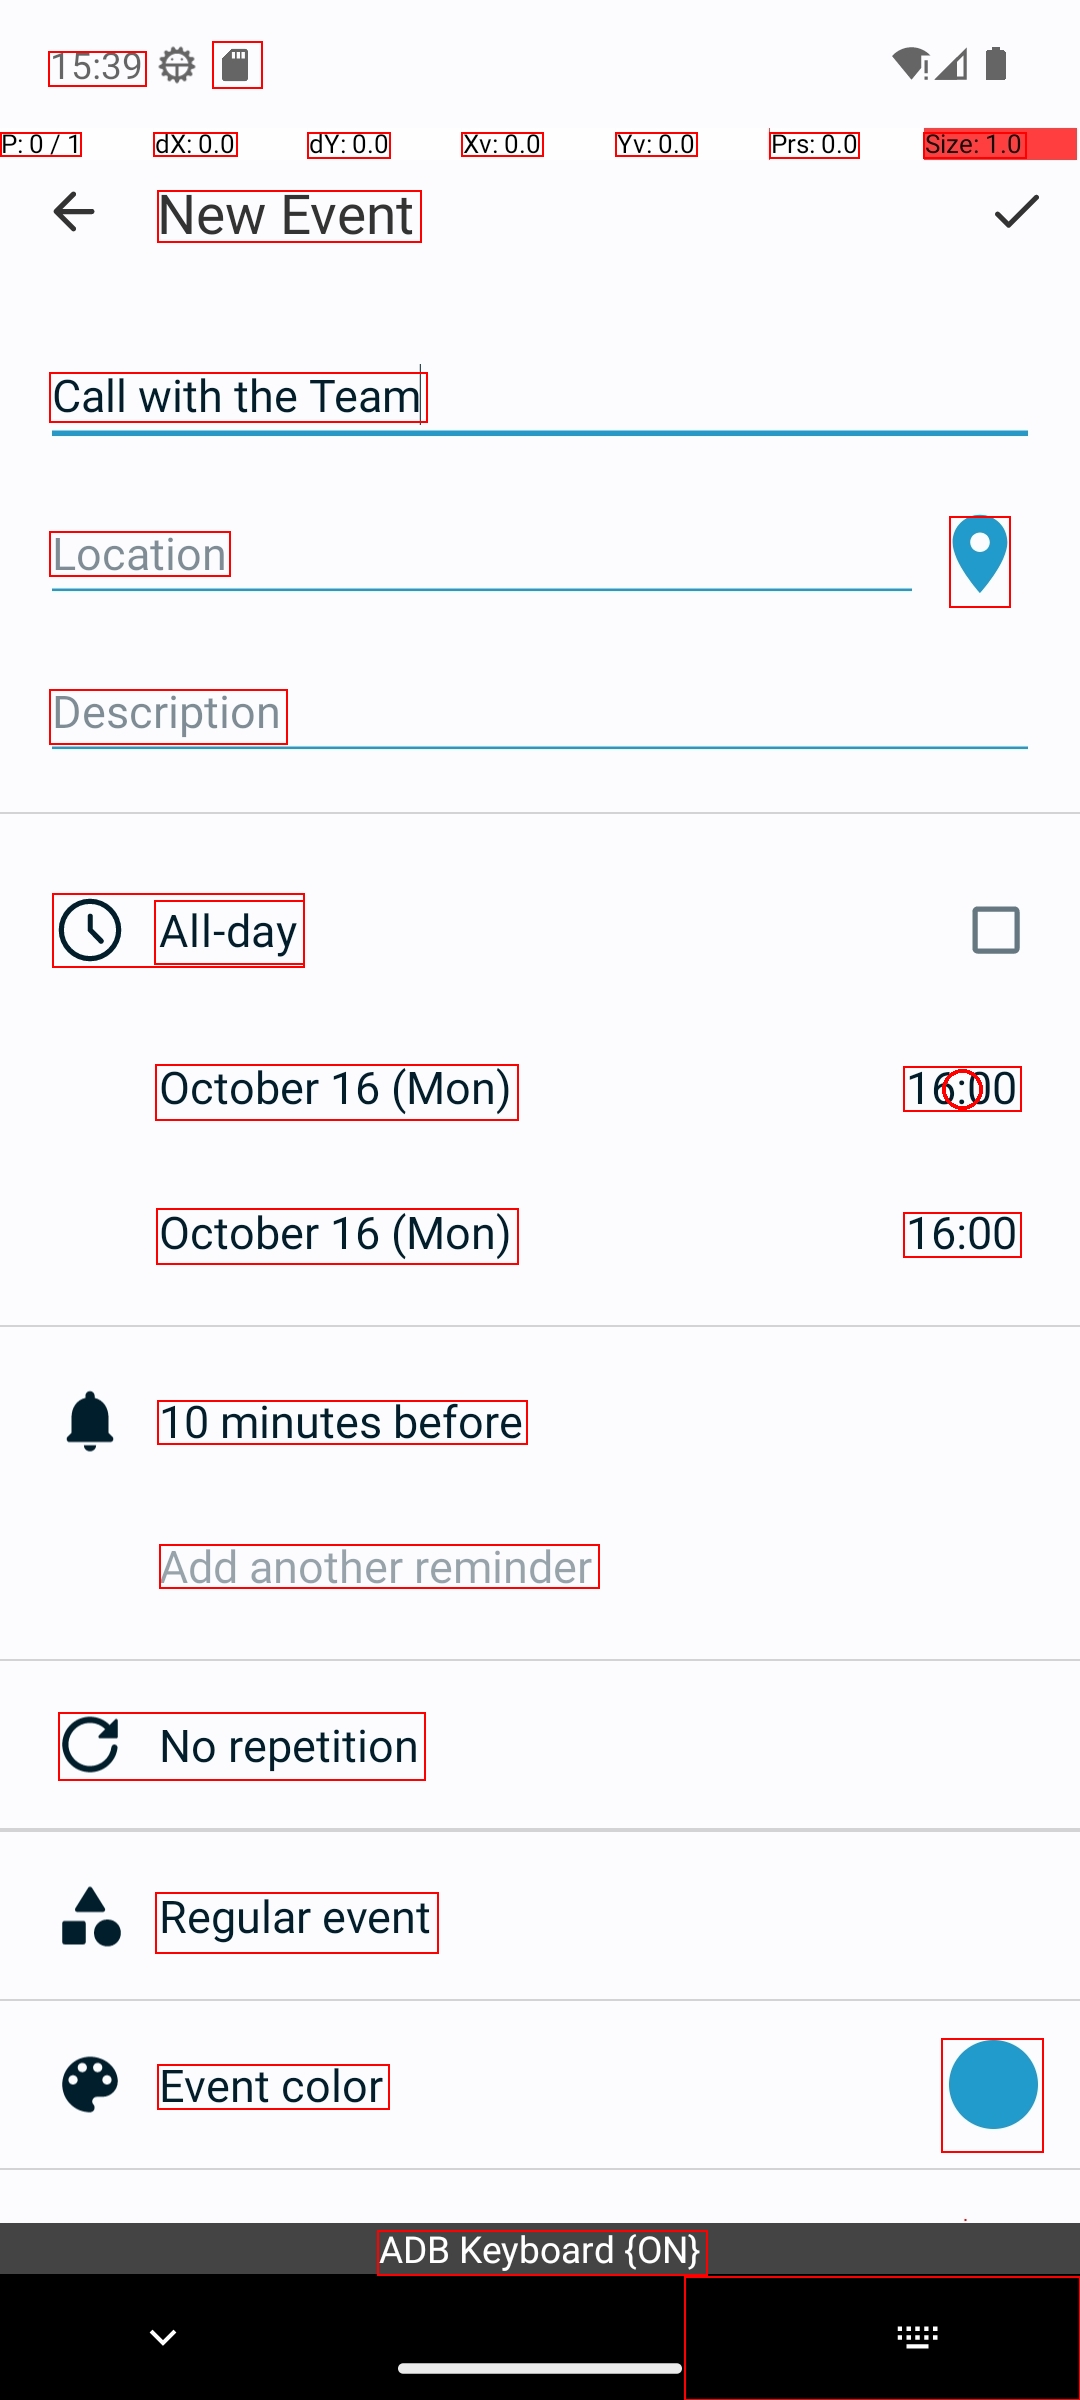 15:39
P: 0 / 1 dX: 0.0 dY: 0.0 Xv: 0.0 Yv: 0.0 Prs: 0.0 Size: 1.0
New Event
Call with the Team
Location
Description
All-day
October 16 (Mon) 16:00
October 16 (Mon) 16:00
10 minutes before
Add another reminder
No repetition
Regular event
Event color
ADB Keyboard {ON}